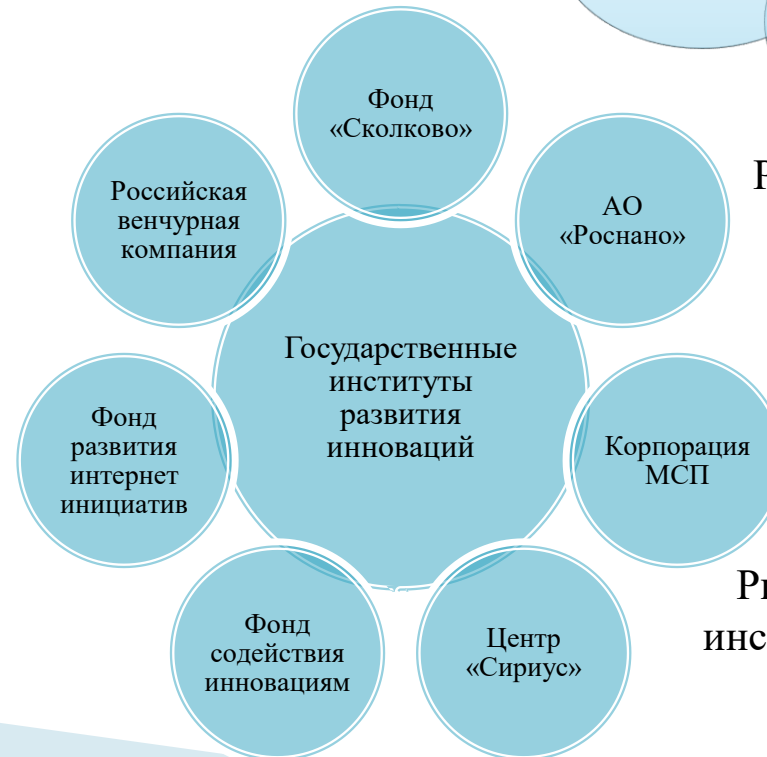 Фонд
«Сколково»
Российская
венчурная
компания
АО
«Роснано»
Государственные
институты
развития
инноваций
Фонд
развития
интернет
инициатив
Корпорация
МСП
Фонд
содействия
инновациям
Центр
«Сириус»